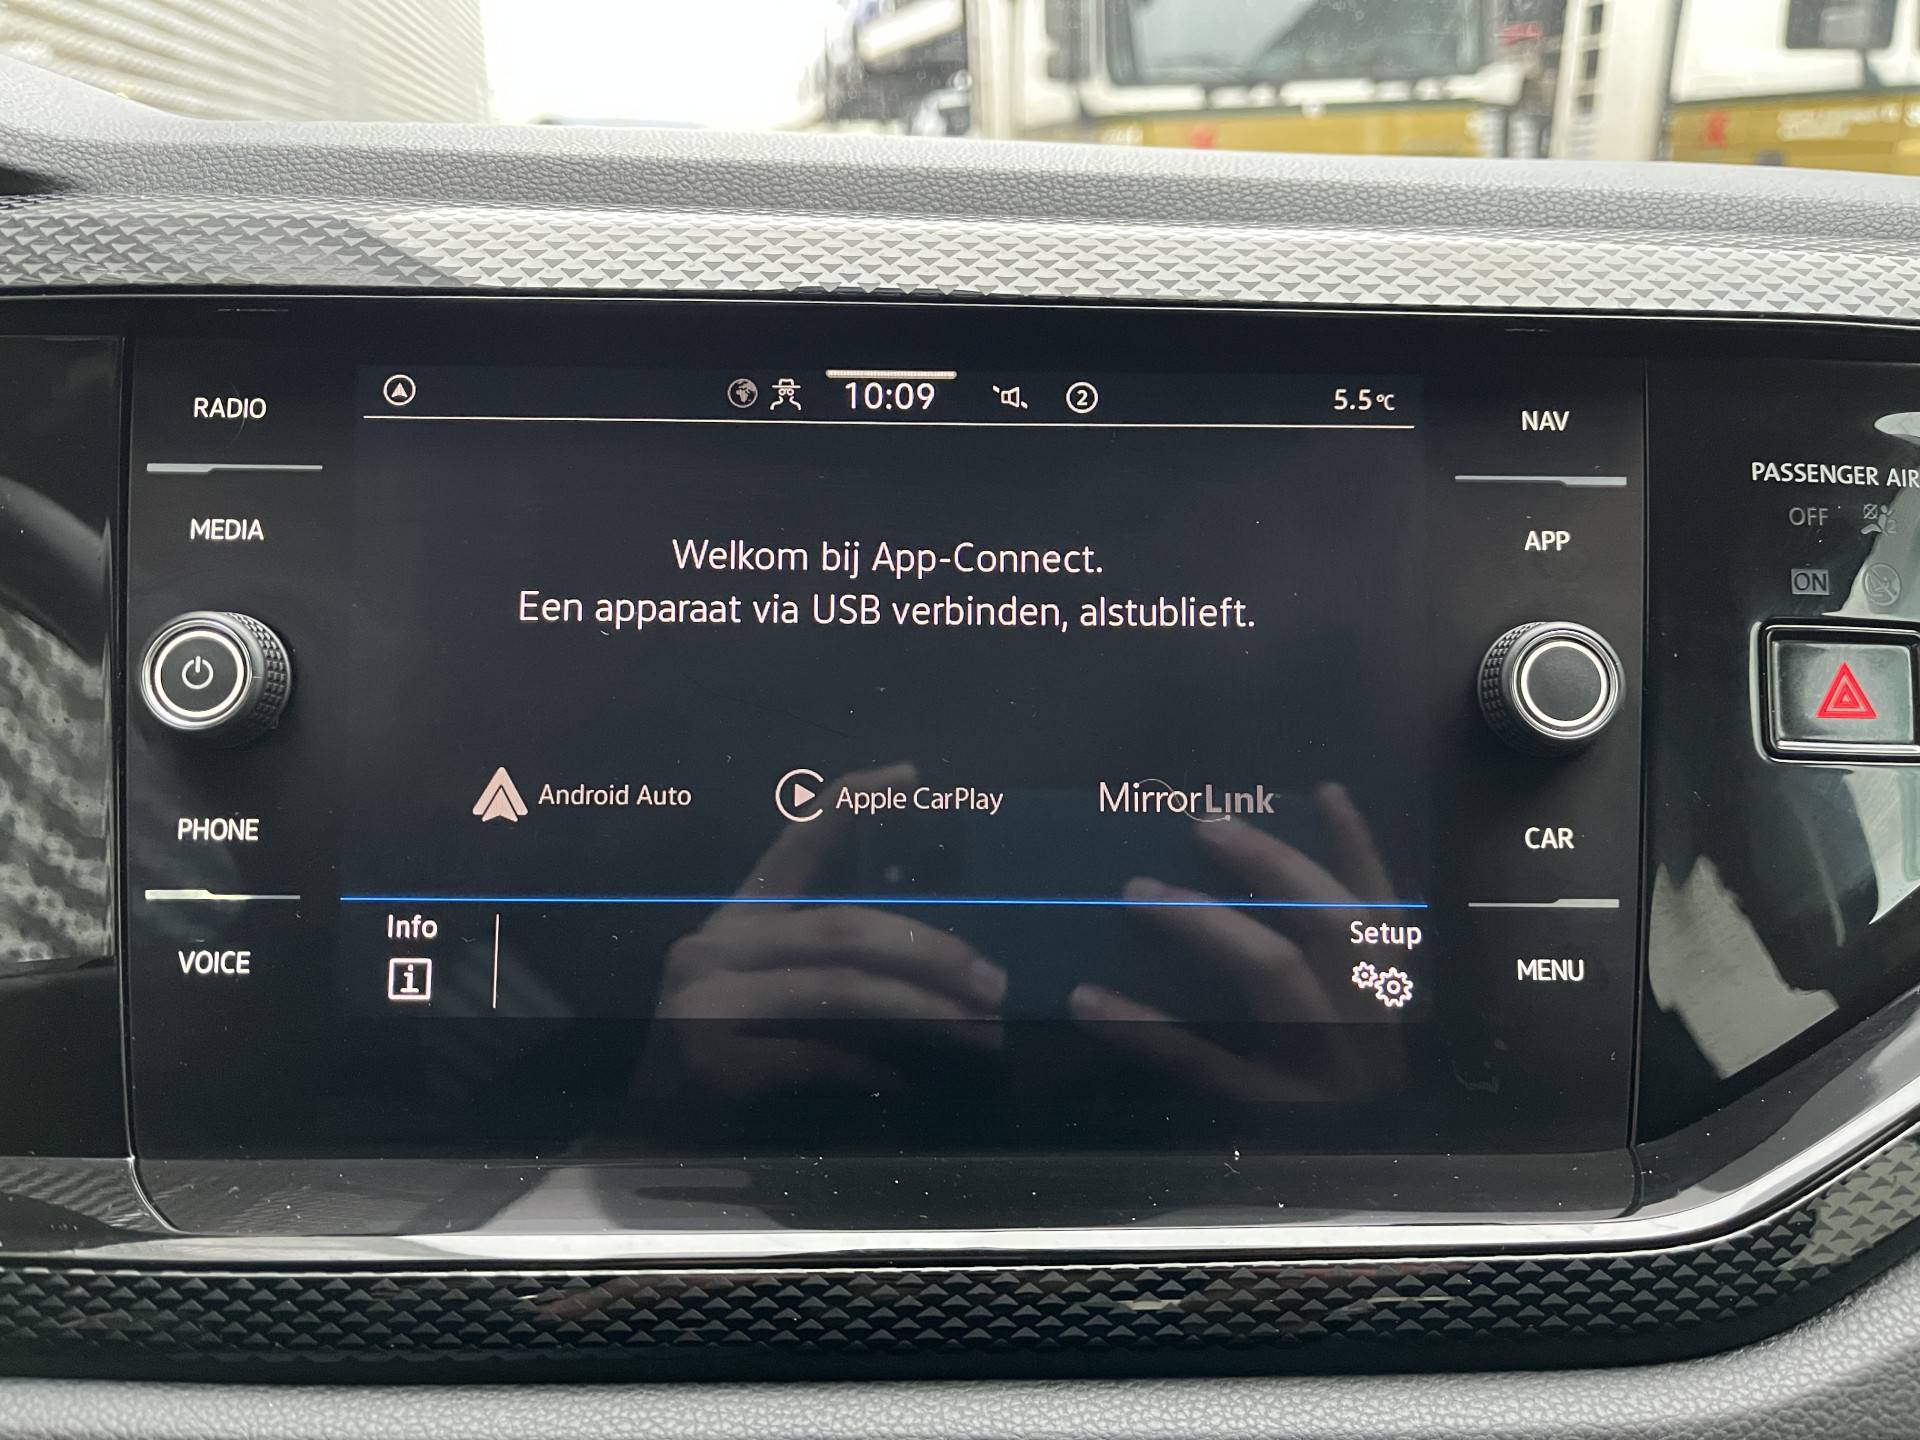 10:09
2
5.5°C
RADIO
NAV
PASSENGER AIR
OFF
MEDIA
APP
ON
Welkom bij App-Connect.
Een apparaat via USB verbinden, alstublieft.
Android Auto
Apple CarPlay
MirrorLink
PHONE
CAR
Info
Setup
VOICE
MENU